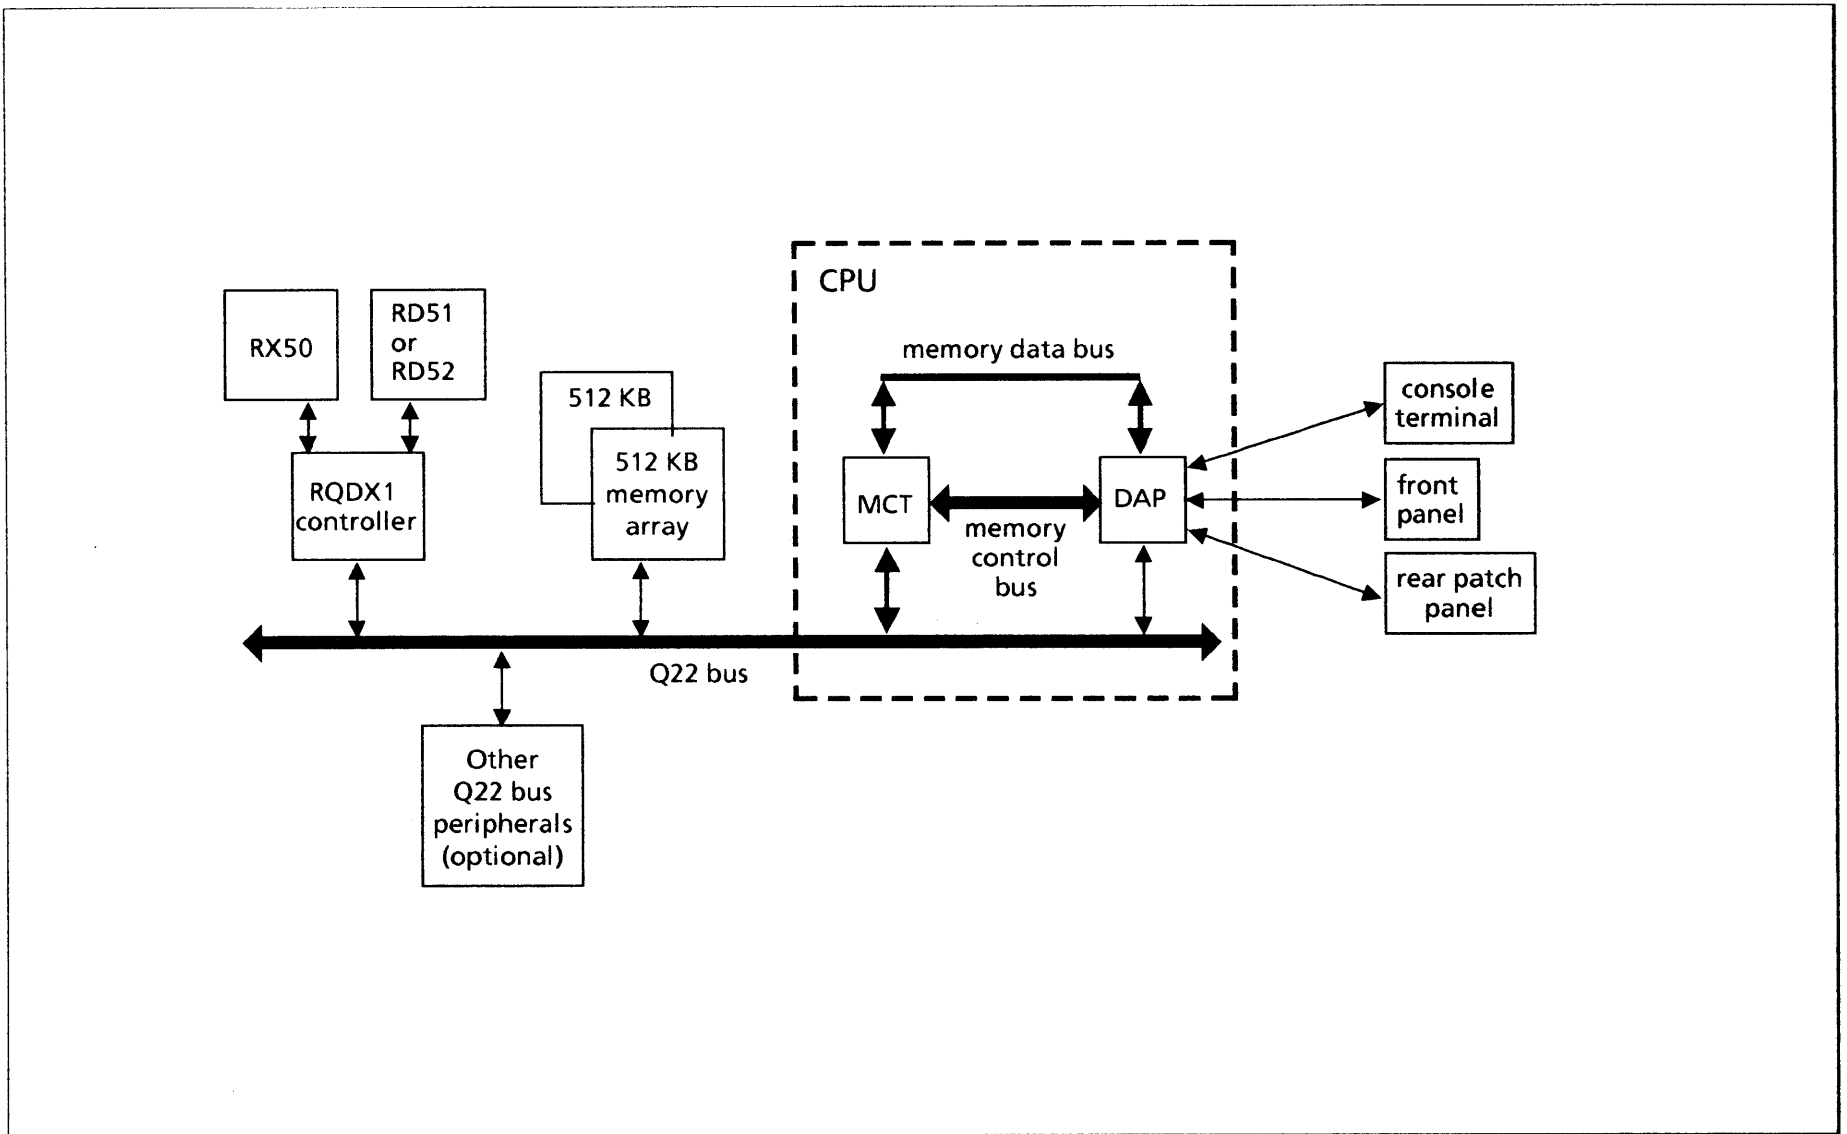 CPU
RX50
RD51
or
RD52
memory data bus
512 KB
512 KB
memory
array
console
terminal
RQDX1
controller
MCT
DAP
front
panel
memory
control
bus
rear patch
panel
Q22 bus
Other
Q22 bus
peripherals
(optional)